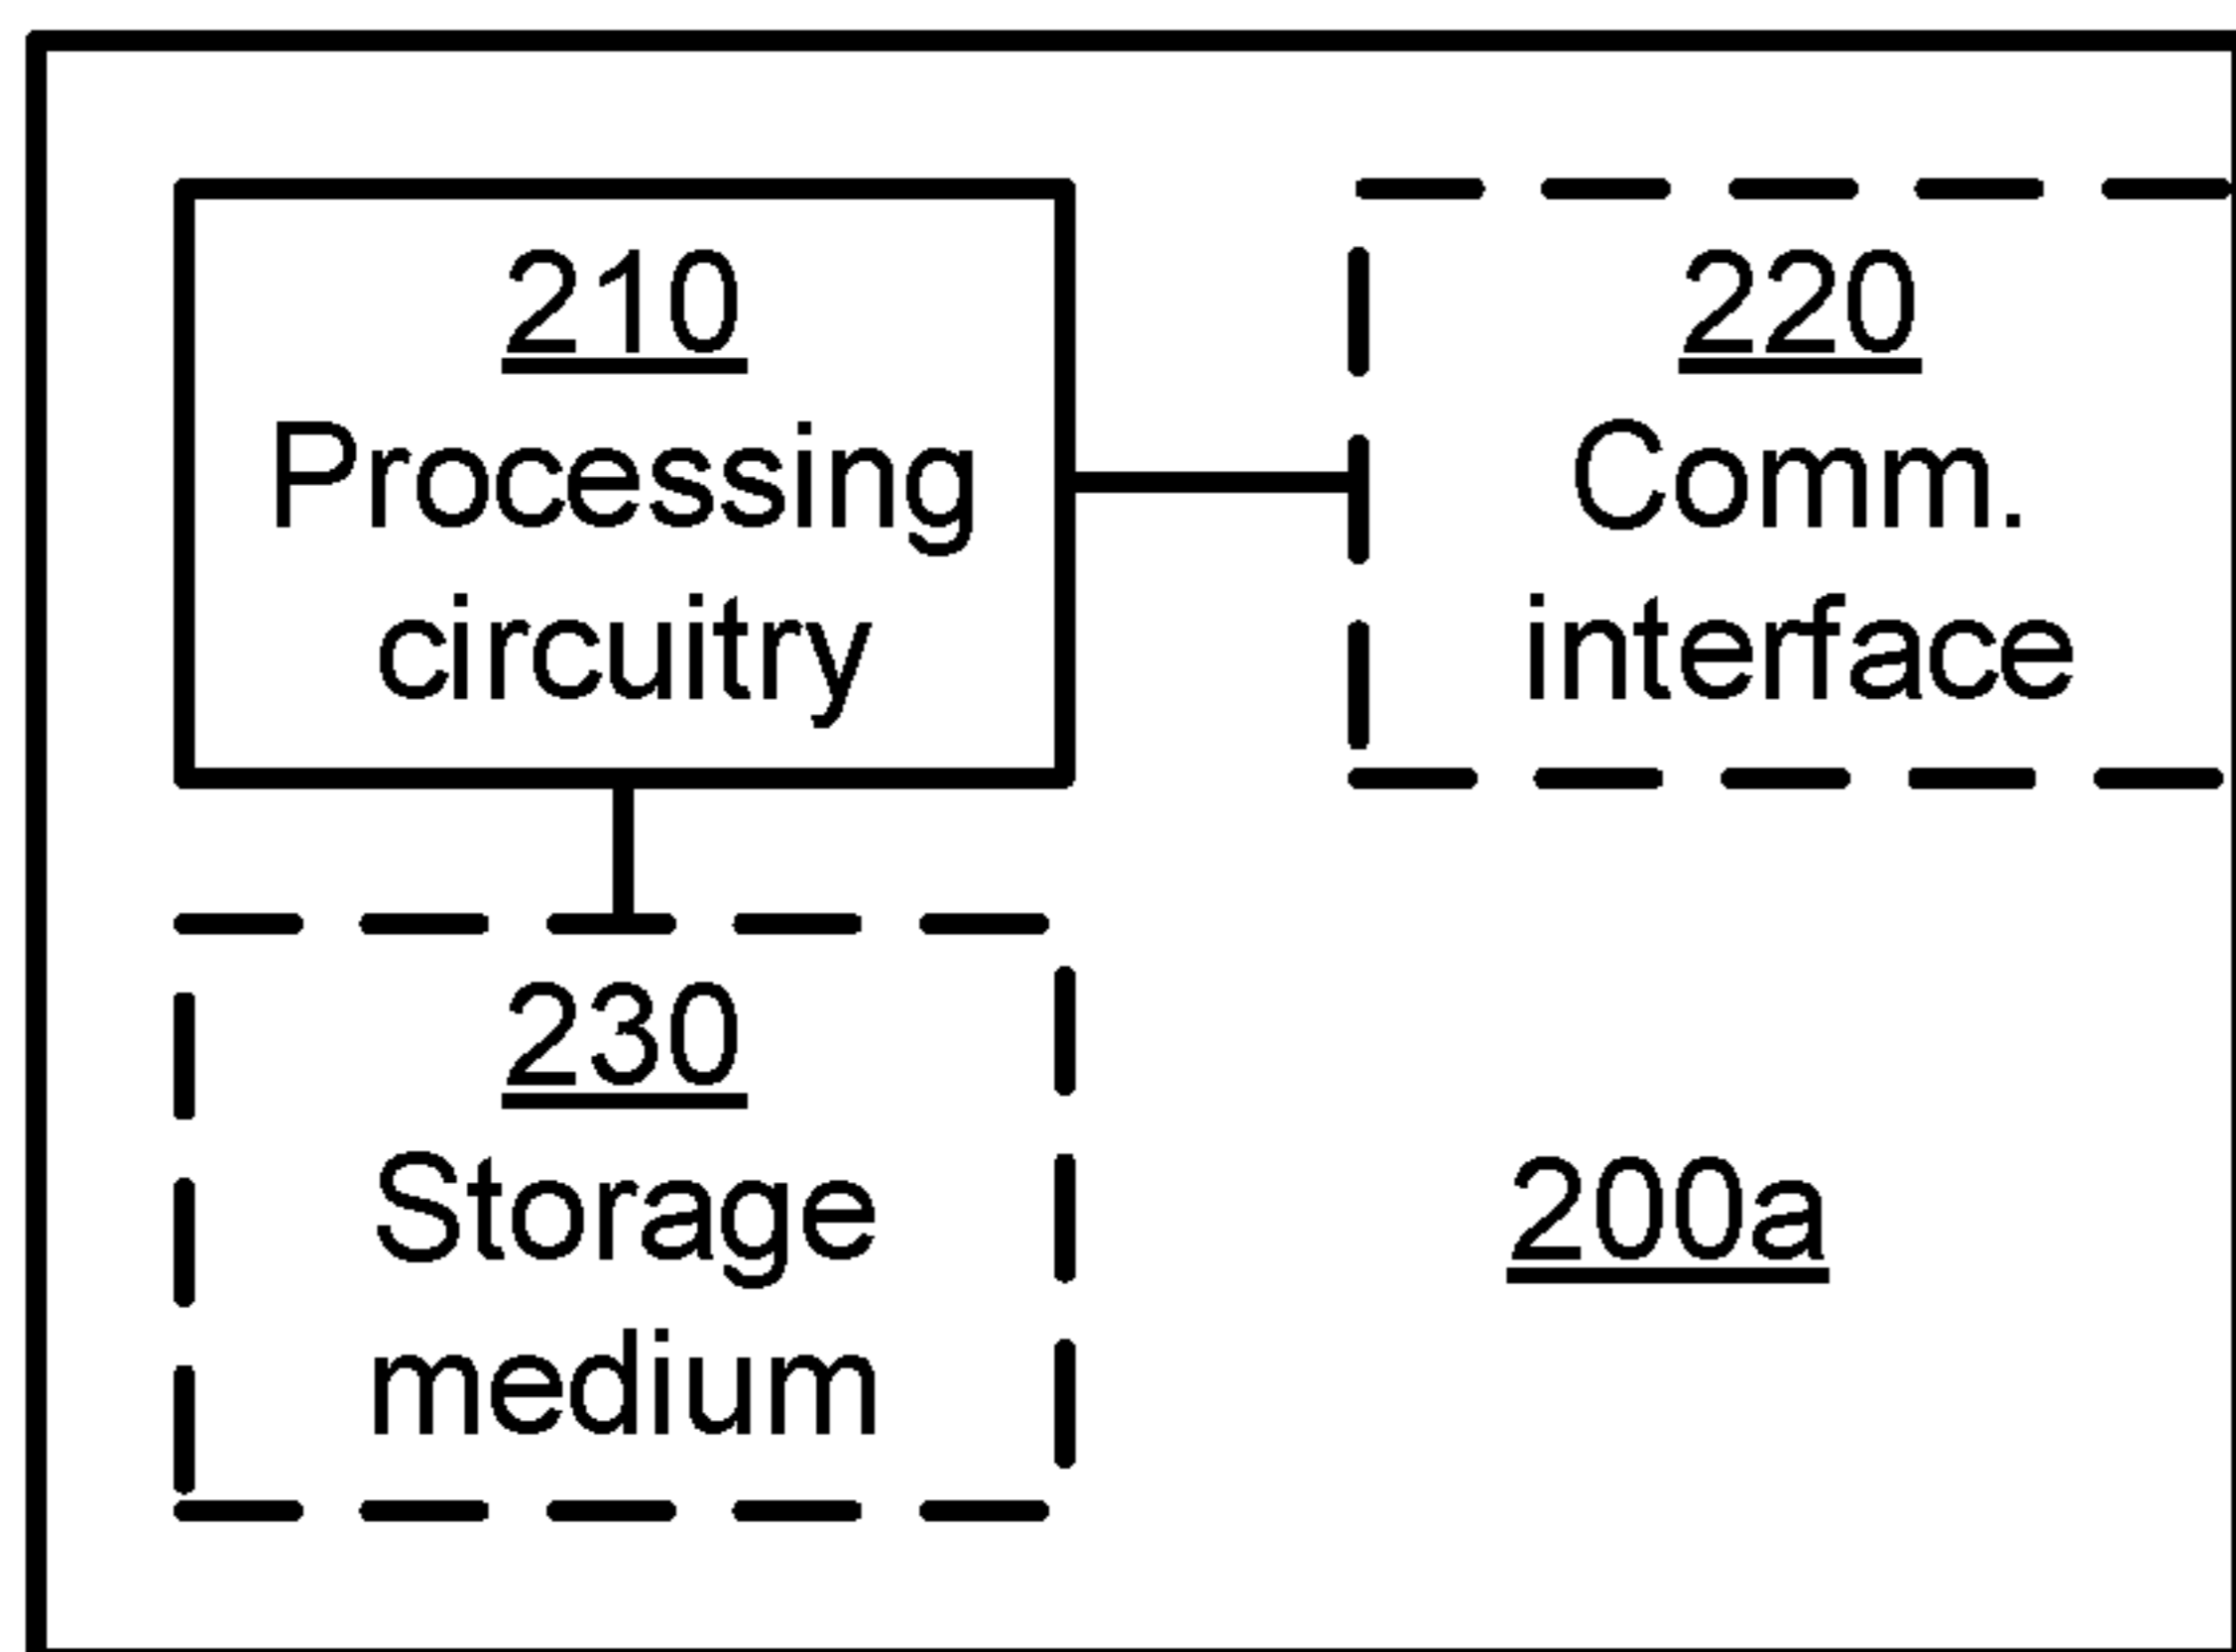 210
Processing
circuitry
220
Comm.
interface
230
Storage
medium
200a